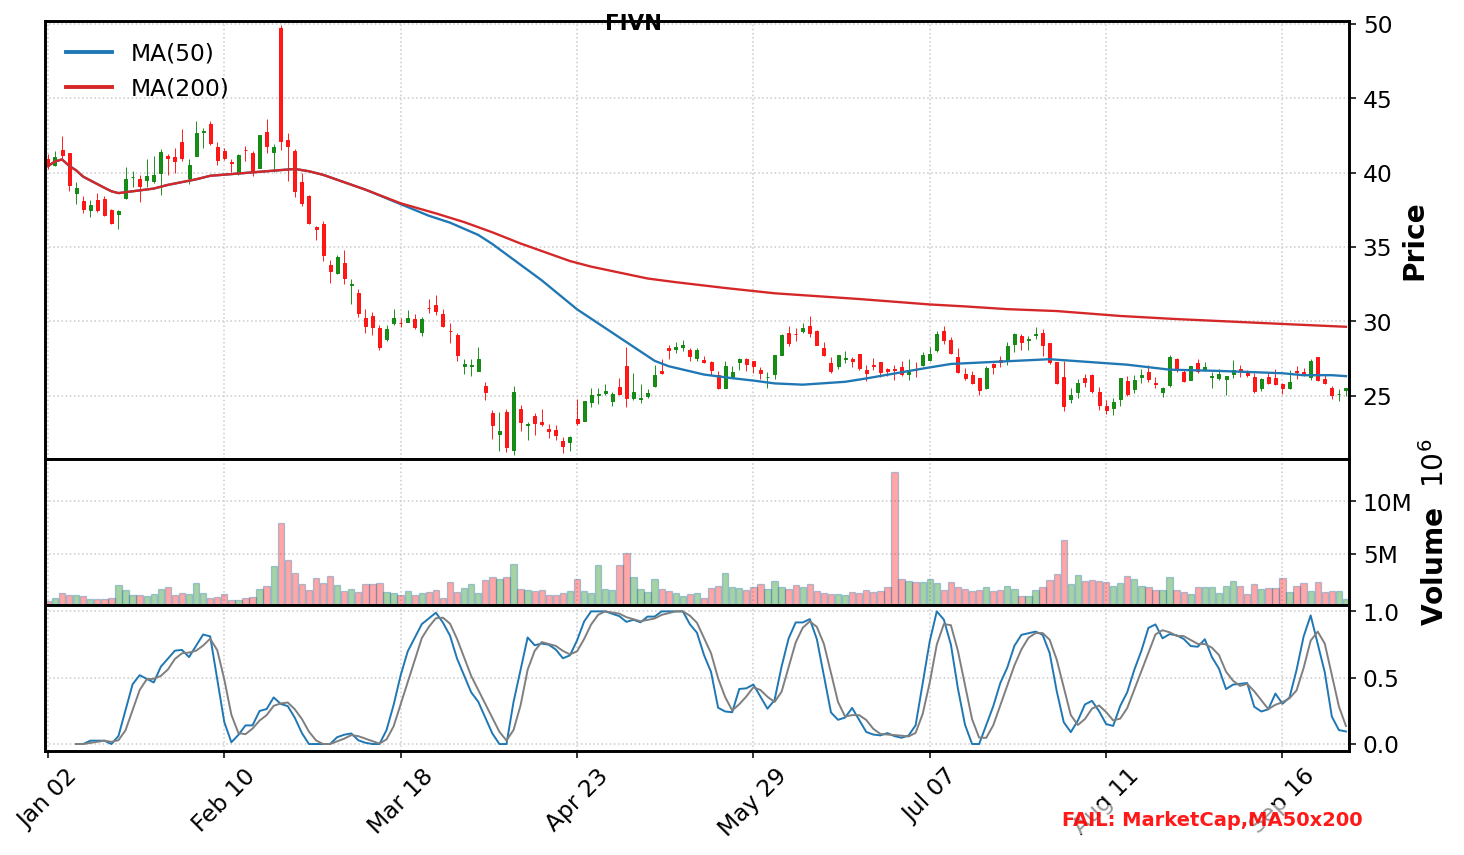 FIVN
MA(50)
MA(200)
50
45
40
35
30
25
Price
10M
5M
Volume 10^6
1.0
0.5
0.0
Jan 02
Feb 10
Mar 18
Apr 23
May 29
Jul 07
Aug 11
Sep 16
FAIL: MarketCap,MA50x200